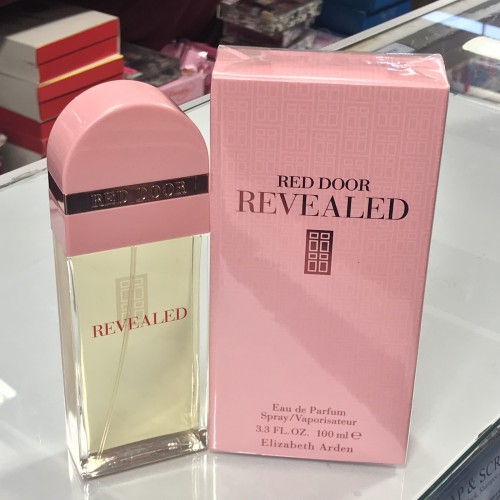 RED DOOR
REVEALED
RED DOOR
REVEALED
Eau de Parfum
Spray/Vaporisateur
3.3 FL.OZ. 100 ml ℮
Elizabeth Arden